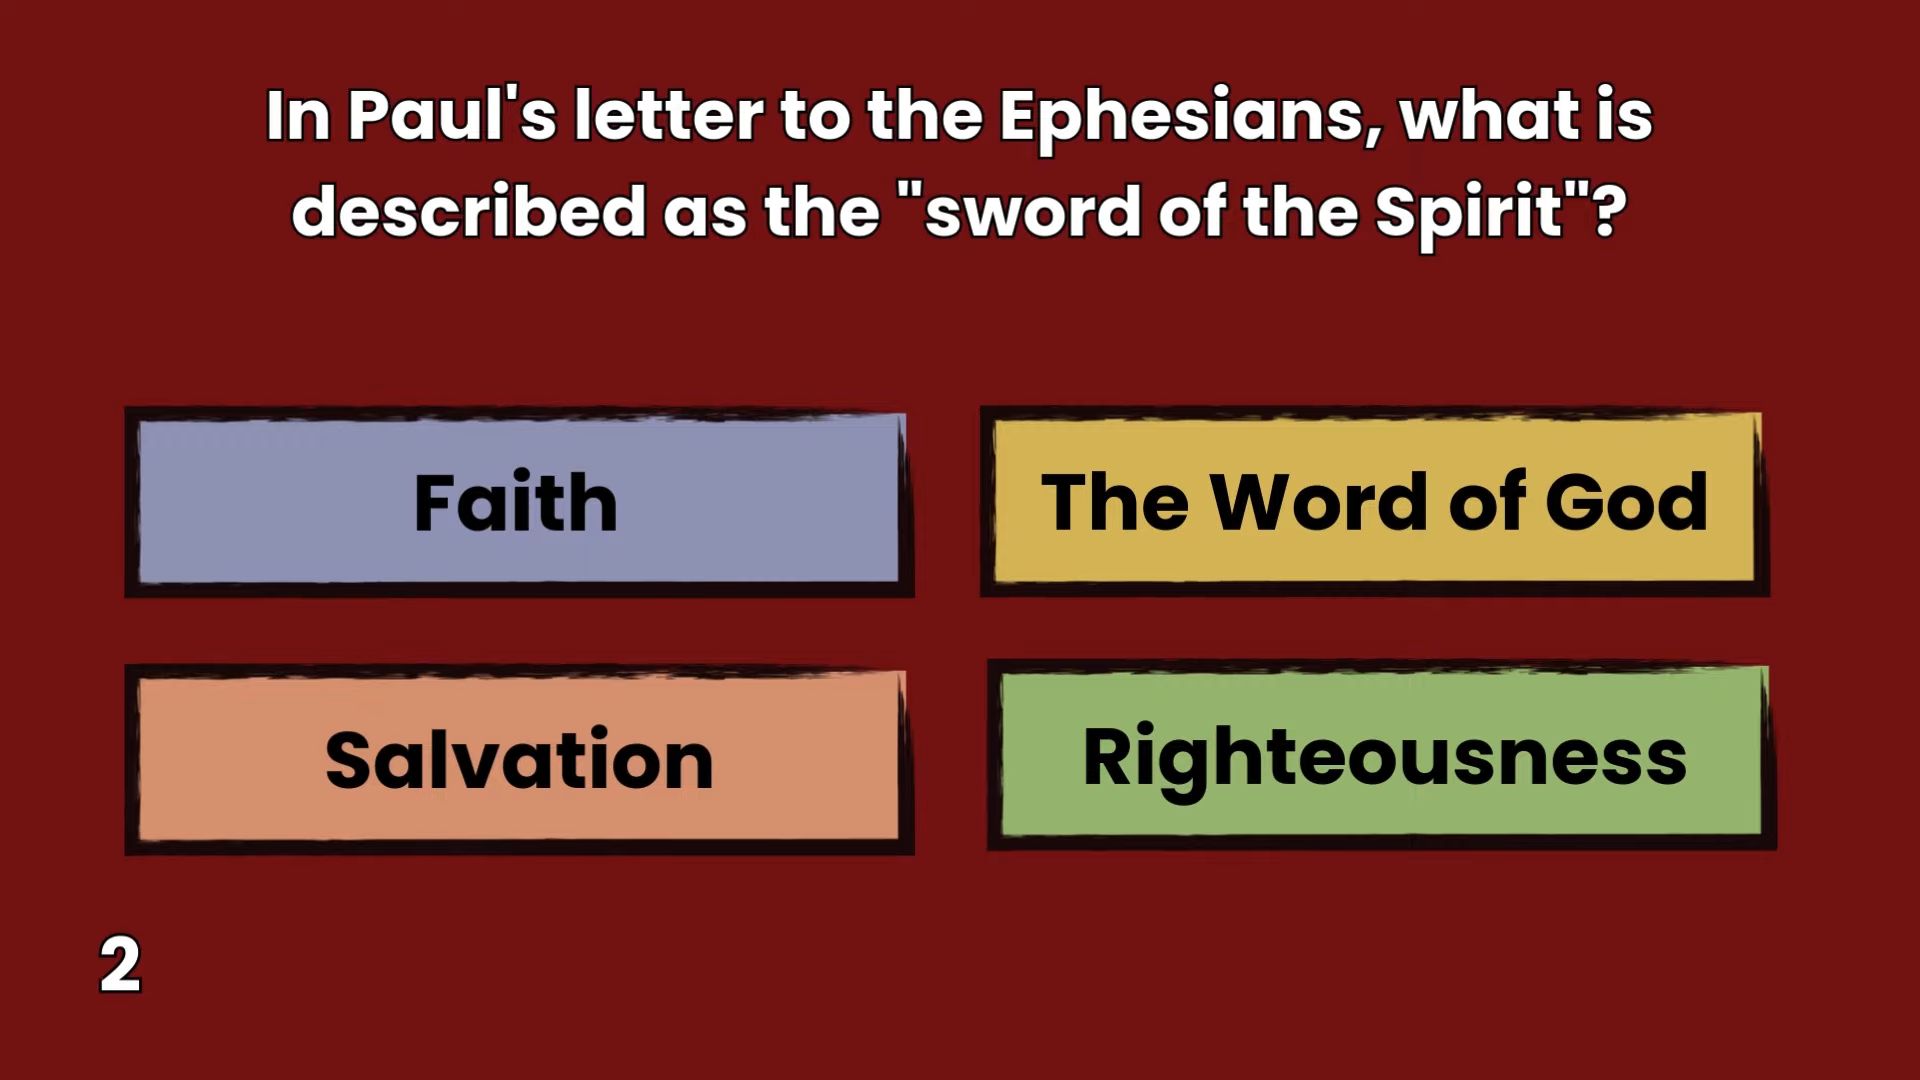 In Paul's letter to the Ephesians, what is
described as the "sword of the Spirit"?
Faith
The Word of God
Salvation
Righteousness
2